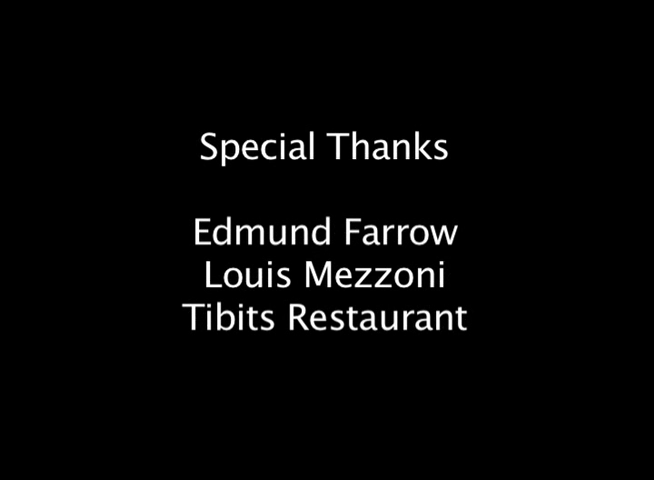 Special Thanks
Edmund Farrow
Louis Mezzoni
Tibits Restaurant